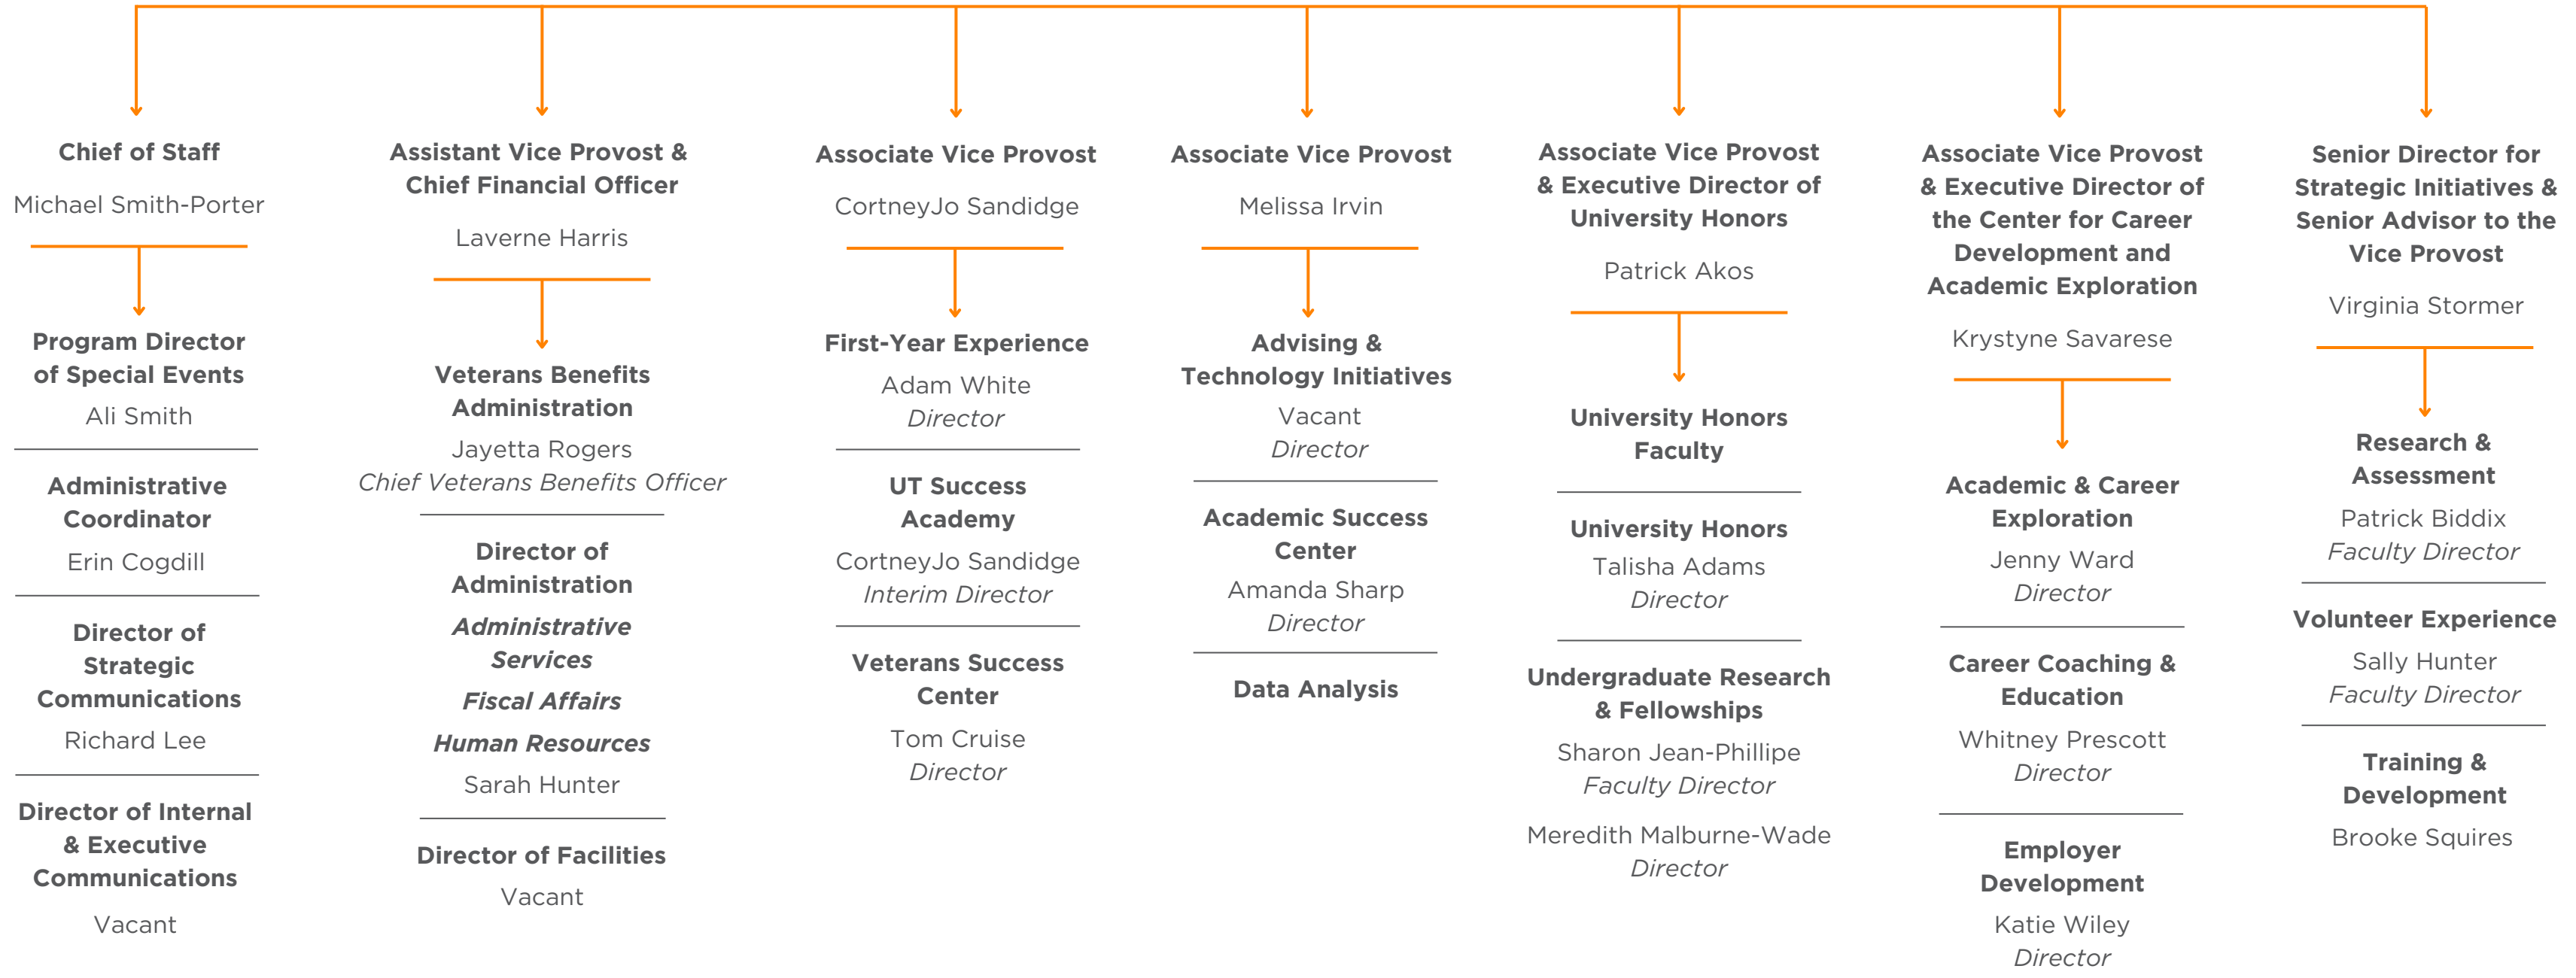 Chief of Staff
Michael Smith-Porter
Program Director
of Special Events
Ali Smith
Administrative
Coordinator
Erin Cogdill
Director of
Strategic
Communications
Richard Lee
Director of Internal
& Executive
Communications
Vacant
Assistant Vice Provost &
Chief Financial Officer
Laverne Harris
Veterans Benefits
Administration
Jayetta Rogers
Chief Veterans Benefits Officer
Director of
Administration
Administrative
Services
Fiscal Affairs
Human Resources
Sarah Hunter
Director of Facilities
Vacant
Associate Vice Provost
CortneyJo Sandidge
First-Year Experience
Adam White
Director
UT Success
Academy
CortneyJo Sandidge
Interim Director
Veterans Success
Center
Tom Cruise
Director
Associate Vice Provost
Melissa Irvin
Advising &
Technology Initiatives
Vacant
Director
Academic Success
Center
Amanda Sharp
Director
Data Analysis
Associate Vice Provost
& Executive Director of
University Honors
Patrick Akos
University Honors
Faculty
University Honors
Talisha Adams
Director
Undergraduate Research
& Fellowships
Sharon Jean-Phillipe
Faculty Director
Meredith Malburne-Wade
Director
Associate Vice Provost
& Executive Director of
the Center for Career
Development and
Academic Exploration
Krystyne Savarese
Academic & Career
Exploration
Jenny Ward
Director
Career Coaching &
Education
Whitney Prescott
Director
Employer
Development
Katie Wiley
Director
Senior Director for
Strategic Initiatives &
Senior Advisor to the
Vice Provost
Virginia Stormer
Research &
Assessment
Patrick Biddix
Faculty Director
Volunteer Experience
Sally Hunter
Faculty Director
Training &
Development
Brooke Squires